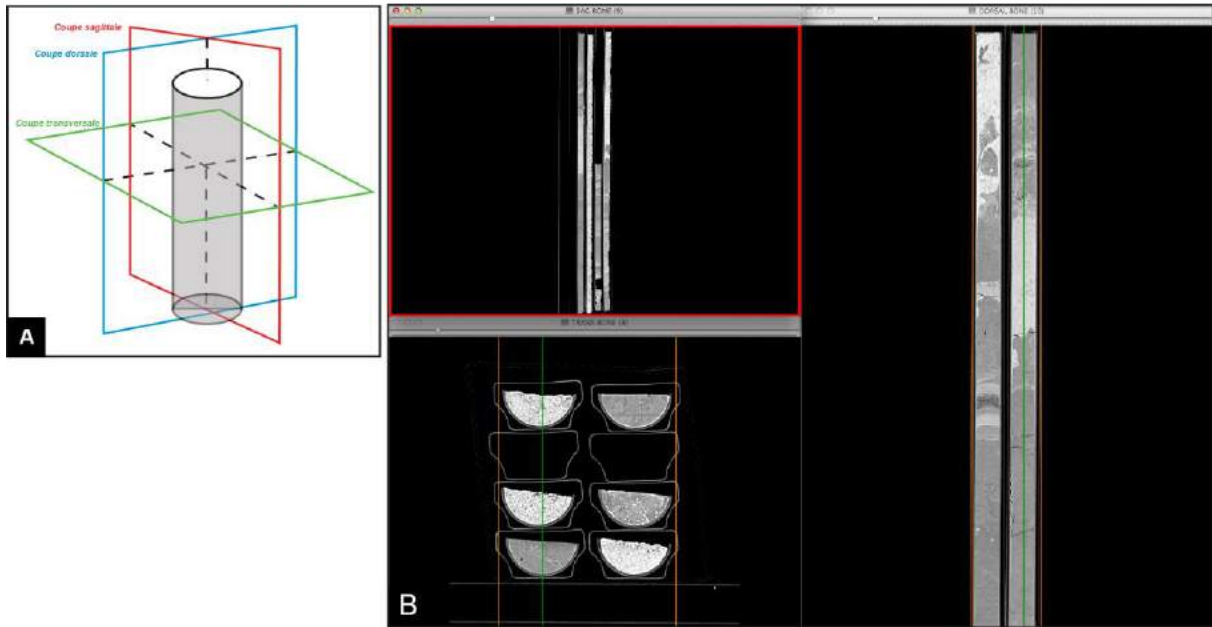 Coupe sagittale
Coupe dorsale
Coupe transversale
A
SAG BONE (9)
DORSAL BONE (10)
B